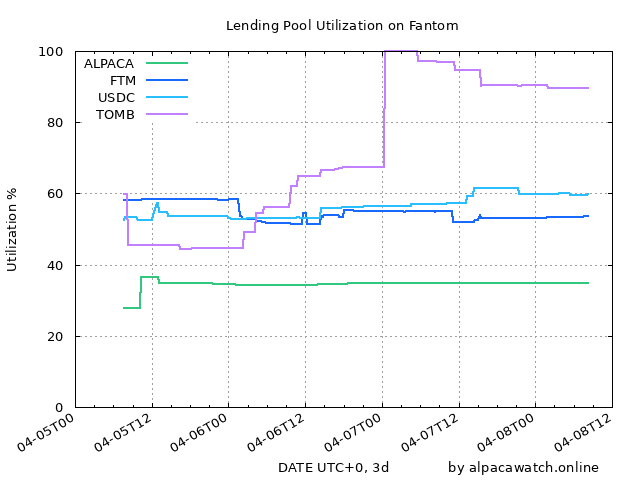 Lending Pool Utilization on Fantom
100
80
60
40
20
0
Utilization %
ALPACA
FTM
USDC
TOMB
04-05T00
04-05T12
04-06T00
04-06T12
04-07T00
04-07T12
04-08T00
04-08T12
DATE UTC+0, 3d
by alpacawatch.online